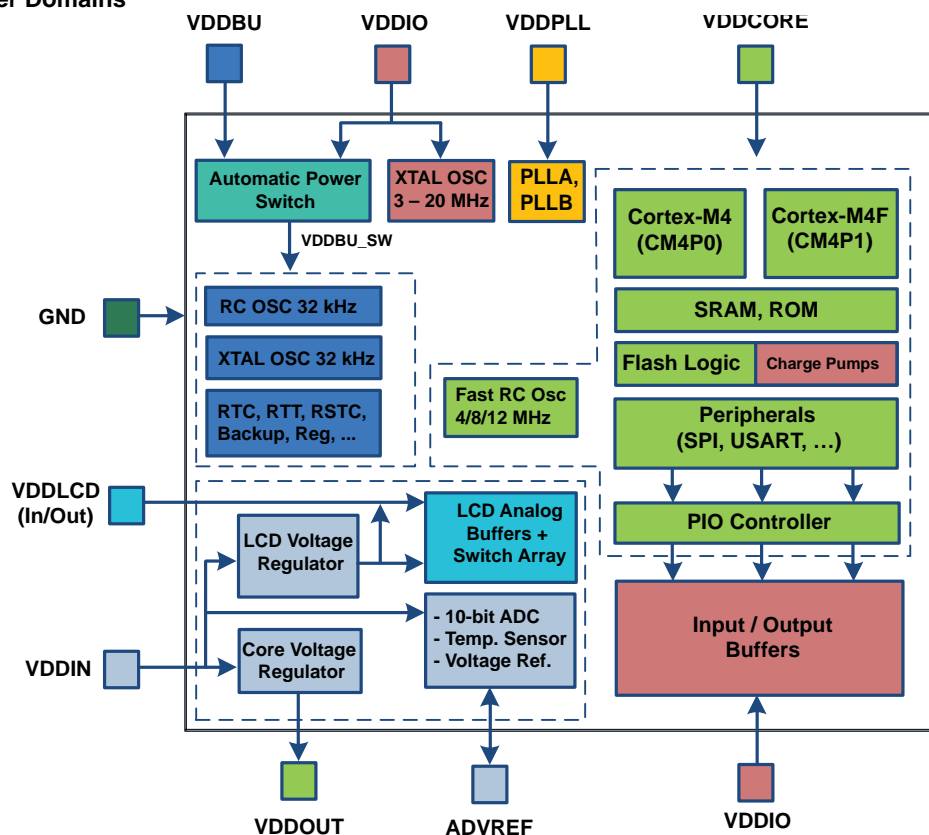 er Domains
VDDBU
VDDIO
VDDPLL
VDDCORE
Automatic Power
Switch
XTAL OSC
3 – 20 MHz
PLLA,
PLLB
Cortex-M4
(CM4P0)
Cortex-M4F
(CM4P1)
VDDBU_SW
GND
RC OSC 32 kHz
SRAM, ROM
XTAL OSC 32 kHz
Flash Logic
Charge Pumps
Fast RC Osc
4/8/12 MHz
RTC, RTT, RSTC,
Backup, Reg, ...
Peripherals
(SPI, USART, …)
VDDLCD
(In/Out)
LCD Voltage
Regulator
LCD Analog
Buffers +
Switch Array
PIO Controller
- 10-bit ADC
- Temp. Sensor
- Voltage Ref.
Input / Output
Buffers
VDDIN
Core Voltage
Regulator
VDDOUT
ADVREF
VDDIO